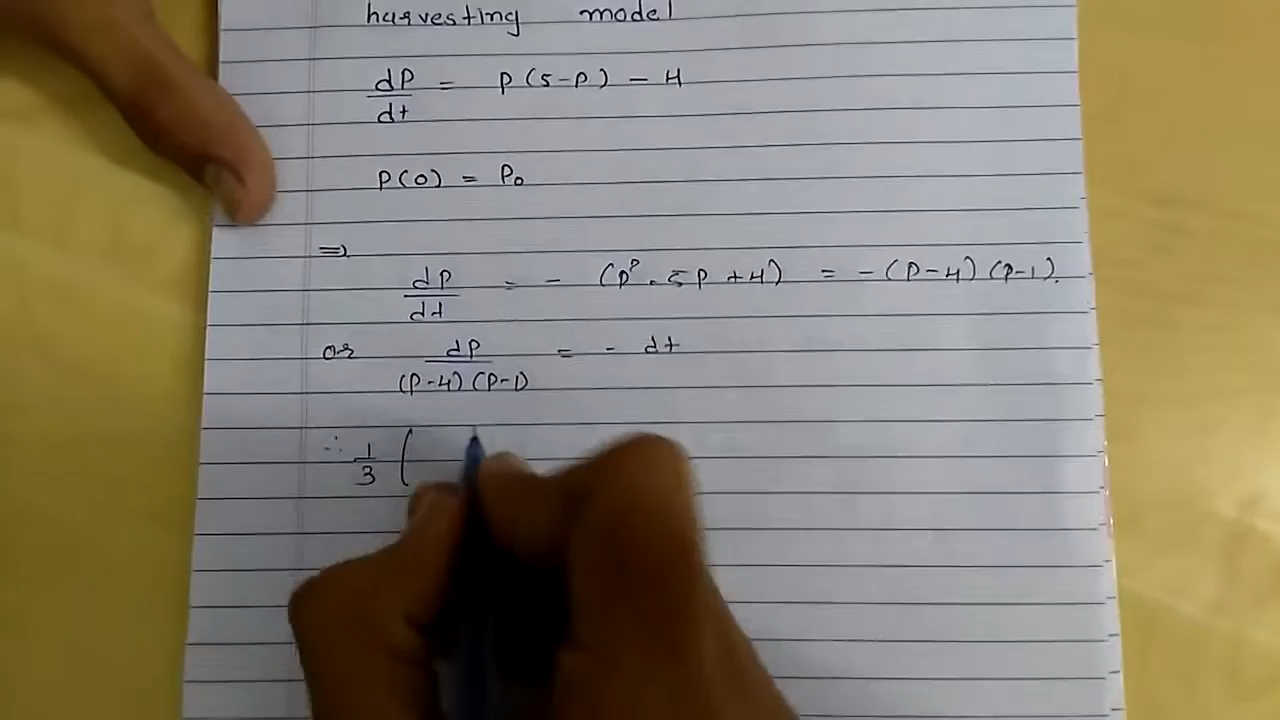 harvesting model
dP/dt = P(5-P) - 4
P(0) = P₀
⇒
dP/dt = - (P² - 5P + 4) = -(P-4)(P-1).
or dP/(P-4)(P-1) = - dt
∴ 1/3 (